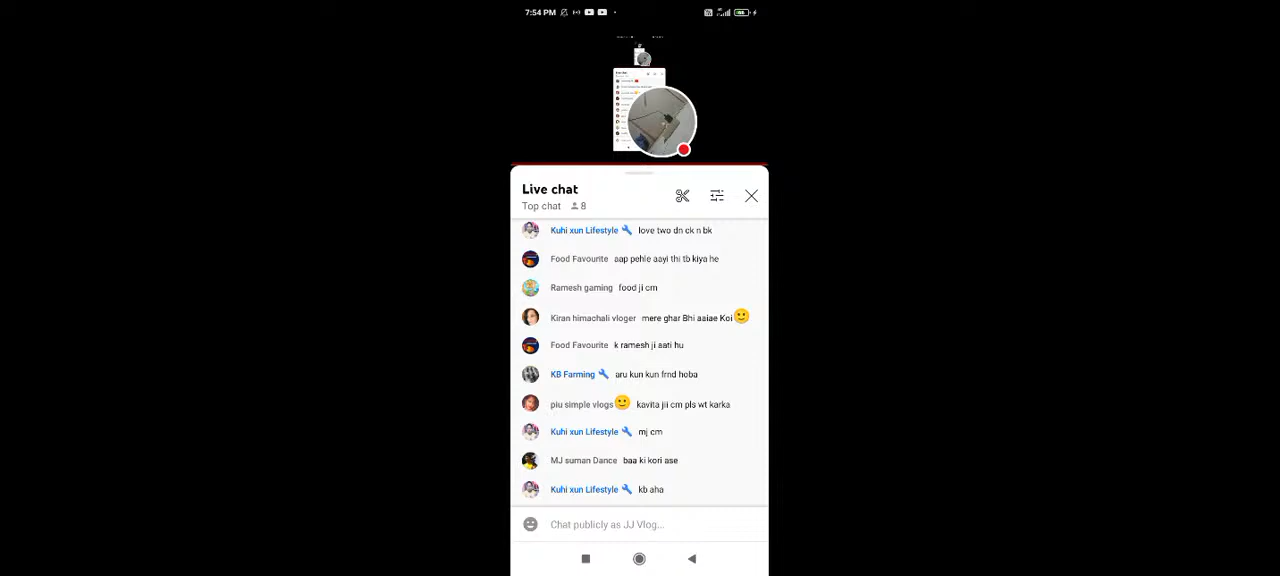 7:54 PM
Live chat
Top chat 8
Kuhi xun Lifestyle love two dn ck n bk
Food Favourite aap pehle aayi thi tb kiya he
Ramesh gaming food ji cm
Kiran himachali vloger mere ghar Bhi aaiae Koi🙂
Food Favourite k ramesh ji aati hu
KB Farming aru kun kun frnd hoba
piu simple vlogs🙂 kavita jii cm pls wt karka
Kuhi xun Lifestyle mj cm
MJ suman Dance baa ki kori ase
Kuhi xun Lifestyle kb aha
Chat publicly as JJ Vlog...